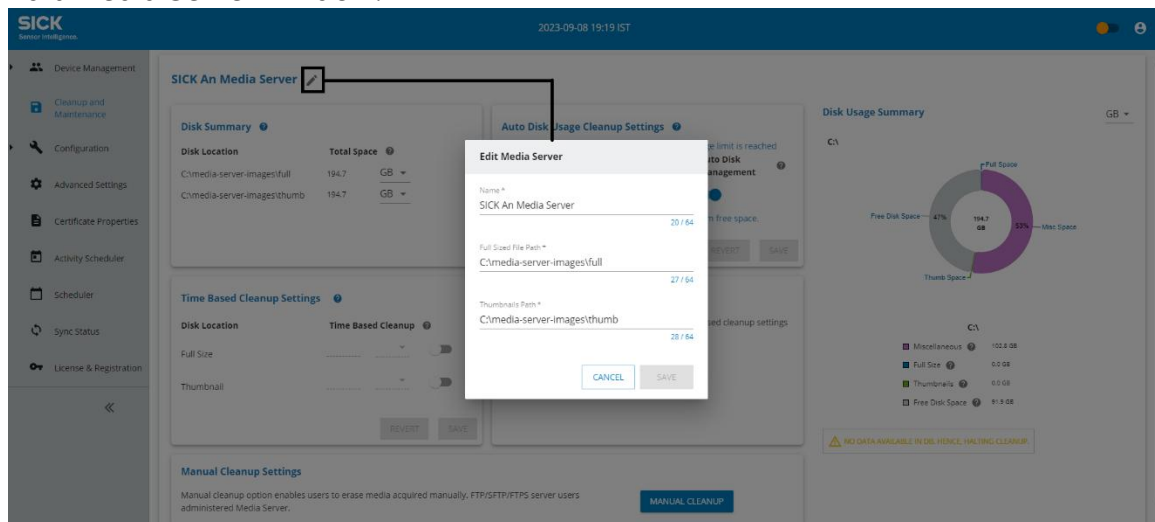 SICK
Sensor Intelligence.
2023-09-08 19:19 IST
Device Management
Cleanup and
Maintenance
Configuration
Advanced Settings
Certificate Properties
Activity Scheduler
Scheduler
Sync Status
License & Registration
SICK An Media Server
Disk Summary
Disk Location Total Space
C:\media-server-images\full 194.7 GB
C:\media-server-images\thumb 194.7 GB
Auto Disk Usage Cleanup Settings
limit is reached
Disk
free space.
REVERT SAVE
Time Based Cleanup Settings
Disk Location Time Based Cleanup
Full Size
Thumbnail
REVERT SAVE
cleanup settings
Edit Media Server
Name *
SICK An Media Server
20 / 64
Full Sized File Path *
C:\media-server-images\full
27 / 64
Thumbnails Path *
C:\media-server-images\thumb
28 / 64
CANCEL SAVE
Manual Cleanup Settings
Manual cleanup option enables users to erase media acquired manually. FTP/SFTP/FTPS server users
administered Media Server.
MANUAL CLEANUP
Disk Usage Summary GB
C:\
Full Space
Free Disk Space 47% 194.7 GB 53% Misc Space
Thumb Space
C:\
Miscellaneous 102.8 GB
Full Size 0.0 GB
Thumbnails 0.0 GB
Free Disk Space 91.9 GB
NO DATA AVAILABLE IN DB. HENCE, HALTING CLEANUP.